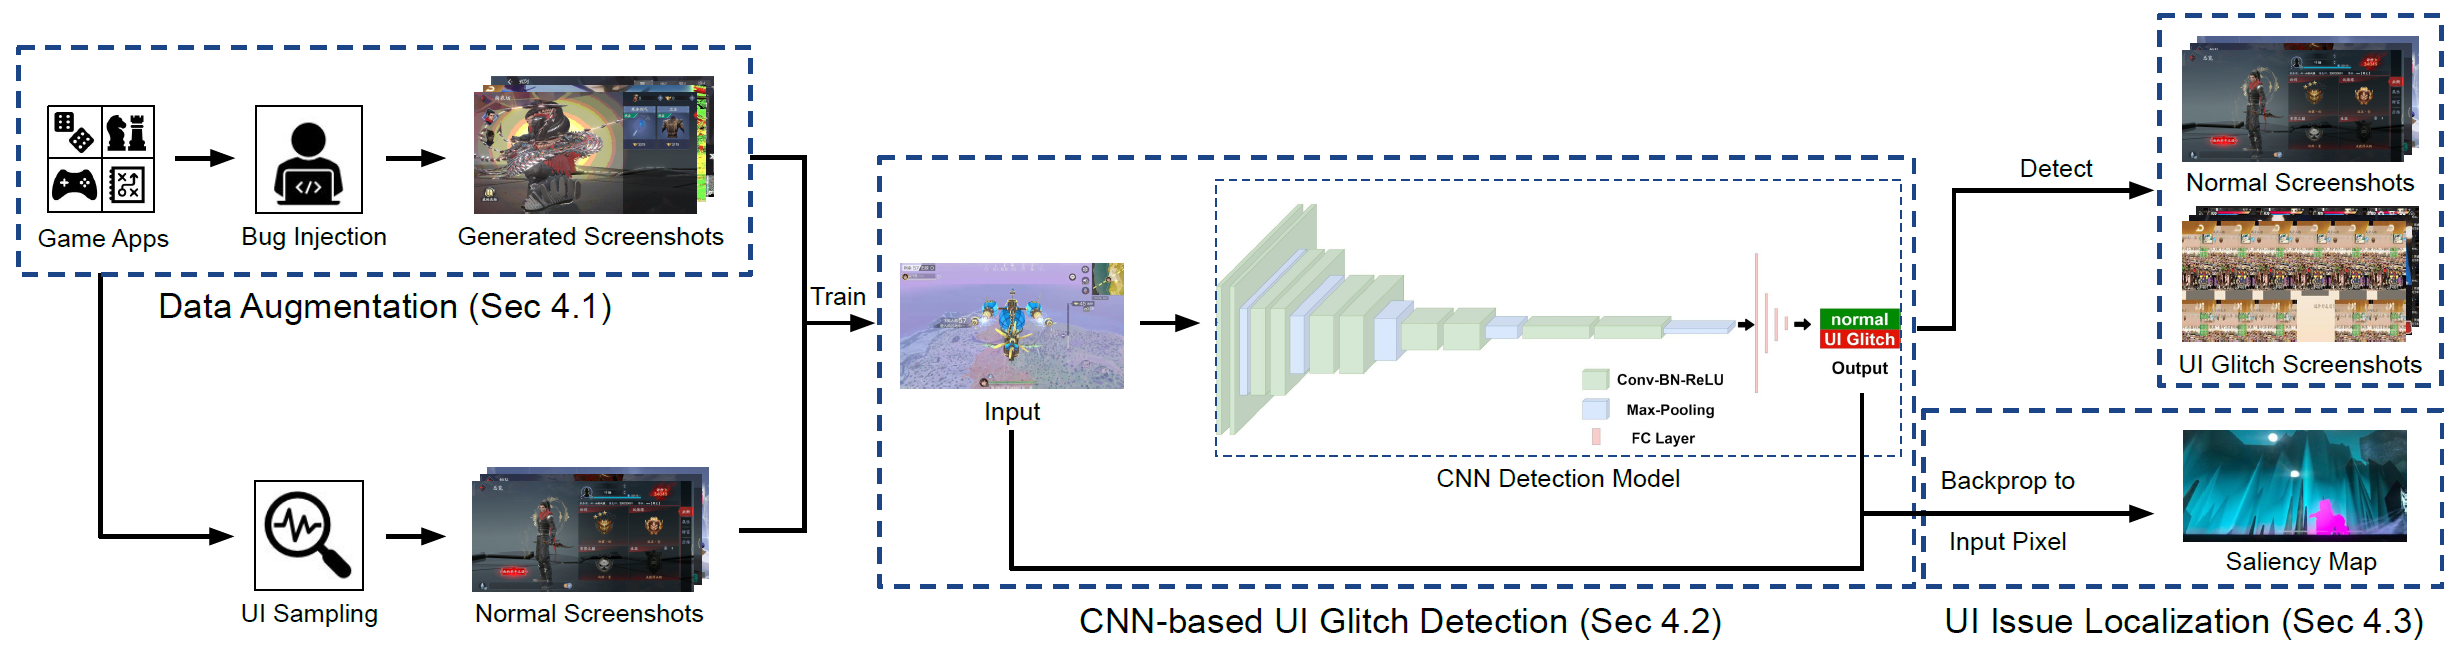 Game Apps
Bug Injection
Generated Screenshots
Data Augmentation (Sec 4.1)
UI Sampling
Normal Screenshots
Train
Input
normal
UI Glitch
Output
Conv-BN-ReLU
Max-Pooling
FC Layer
CNN Detection Model
CNN-based UI Glitch Detection (Sec 4.2)
Detect
Normal Screenshots
UI Glitch Screenshots
Backprop to
Input Pixel
Saliency Map
UI Issue Localization (Sec 4.3)